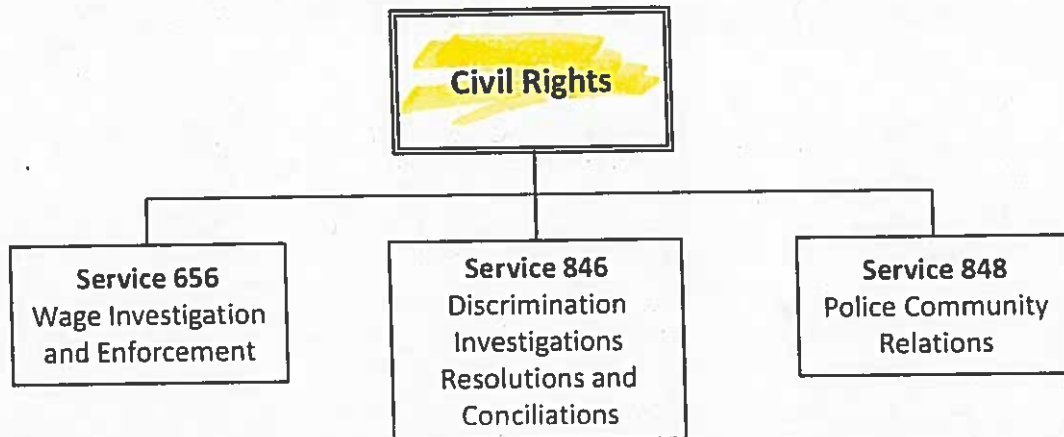 Civil Rights
Service 656
Wage Investigation
and Enforcement
Service 846
Discrimination
Investigations
Resolutions and
Conciliations
Service 848
Police Community
Relations